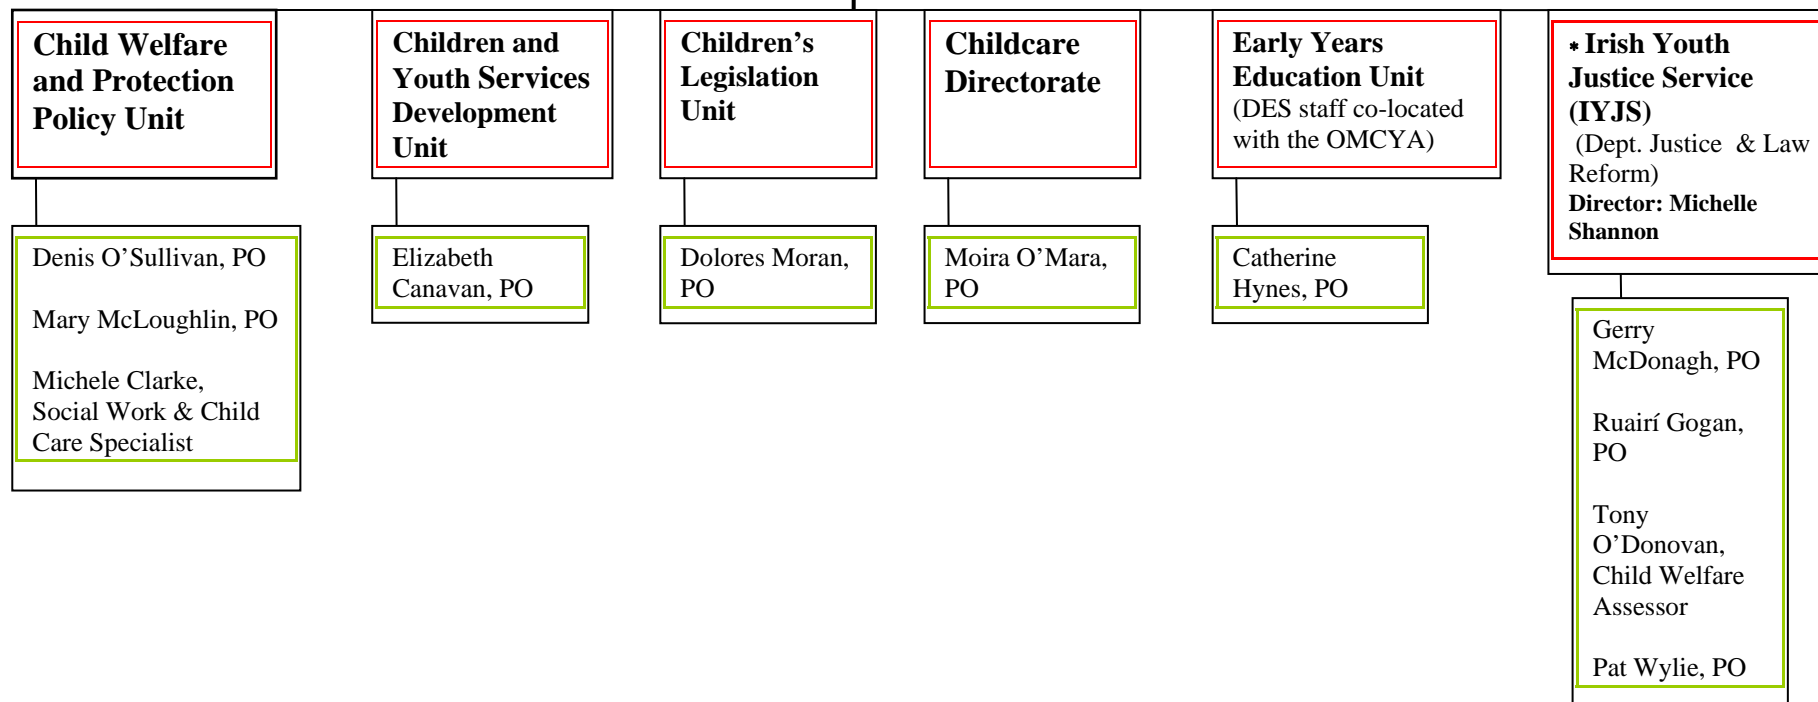 Child Welfare
and Protection
Policy Unit
Children and
Youth Services
Development
Unit
Children’s
Legislation
Unit
Childcare
Directorate
Early Years
Education Unit
(DES staff co-located
with the OMCYA)
* Irish Youth
Justice Service
(IYJS)
(Dept. Justice & Law
Reform)
Director: Michelle
Shannon
Denis O’Sullivan, PO
Mary McLoughlin, PO
Michele Clarke,
Social Work & Child
Care Specialist
Elizabeth
Canavan, PO
Dolores Moran,
PO
Moira O’Mara,
PO
Catherine
Hynes, PO
Gerry
McDonagh, PO
Ruairí Gogan,
PO
Tony
O’Donovan,
Child Welfare
Assessor
Pat Wylie, PO